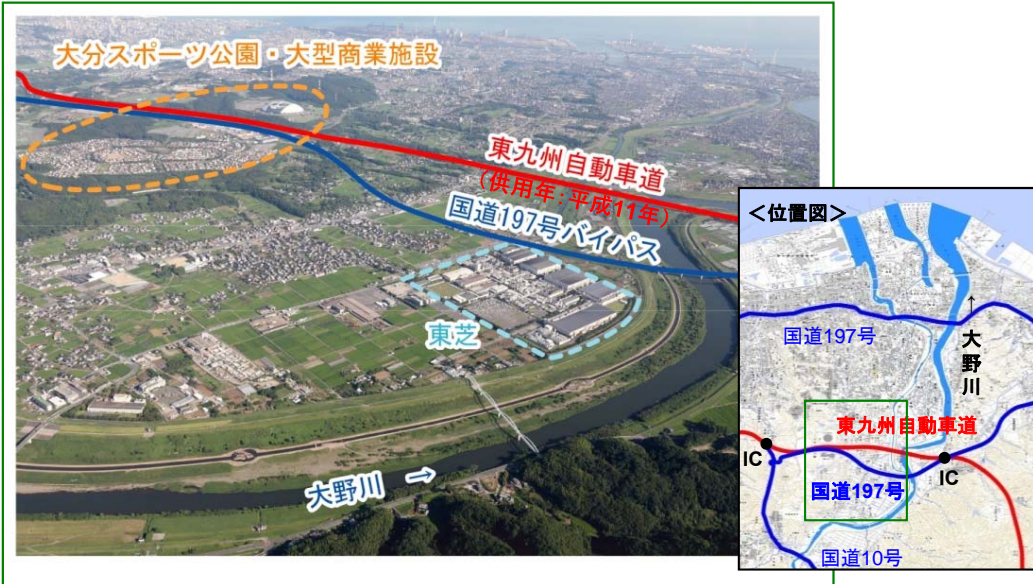 大分スポーツ公園・大型商業施設
東九州自動車道
(供用年:平成11年)
国道197号バイパス
東芝
大野川 →
<位置図>
国道197号
↑
大野川
東九州自動車道
IC
IC
国道197号
国道10号